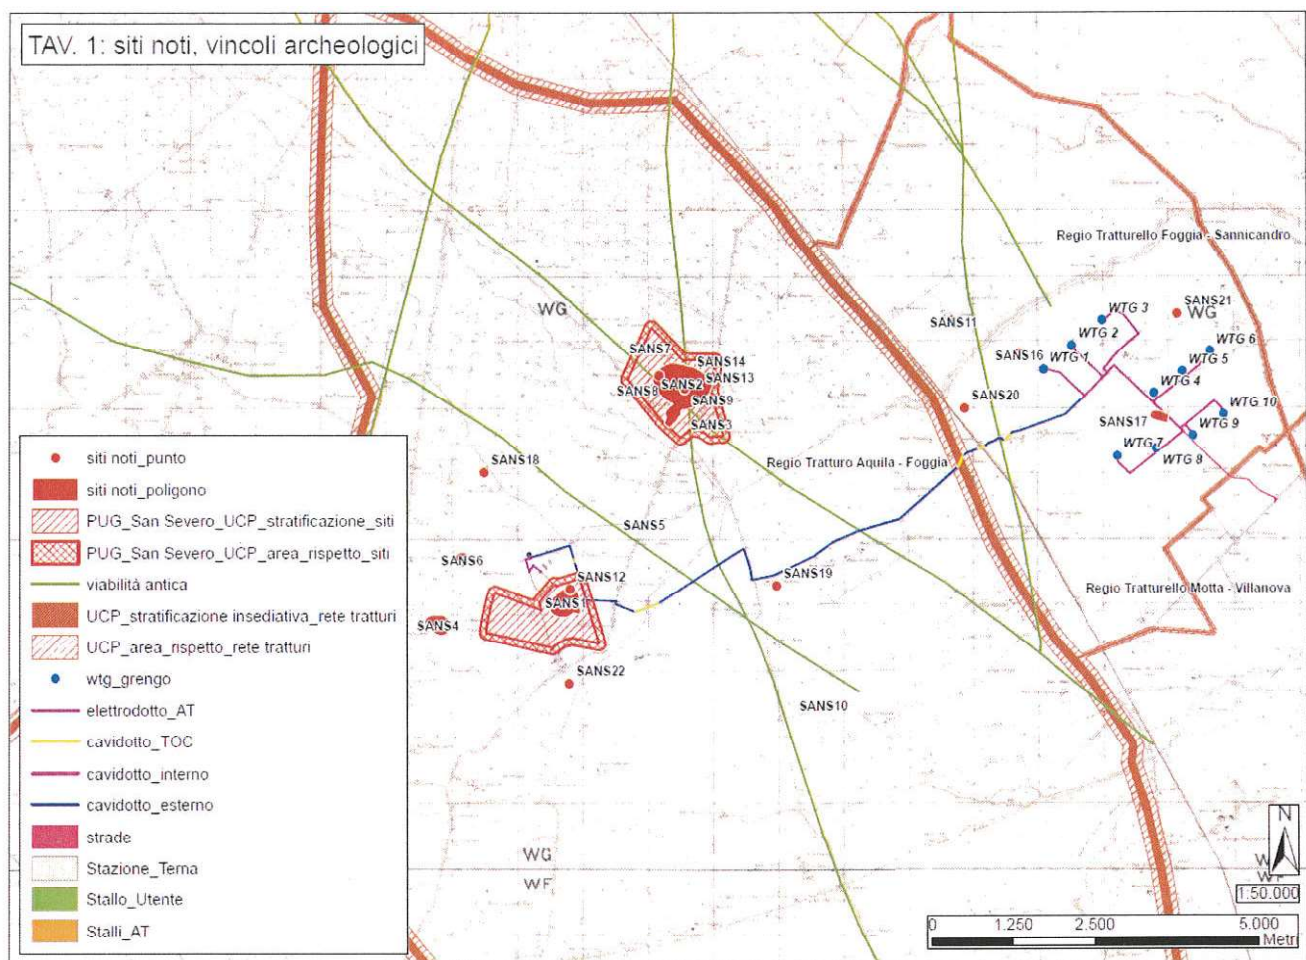 TAV. 1: siti noti, vincoli archeologici
Regio Tratturello Foggia - Sannicandro
WTG 3
SANS21
WG
WG
SANS11
WTG 2
WTG 6
SANS7
SANS14
SANS16
WTG 1
WTG 5
SANS13
SANS2
SANS8
WTG 4
SANS9
SANS20
WTG 10
SANS3
SANS17
WTG 9
WTG 7
WTG 8
Regio Tratturo Aquila - Foggia
SANS18
SANS5
SANS6
SANS12
SANS19
SANS1
Regio Tratturello Motta - Villanova
SANS4
SANS22
SANS10
siti noti_punto
siti noti_poligono
PUG_San Severo_UCP_stratificazione_siti
PUG_San Severo_UCP_area_rispetto_siti
viabilità antica
UCP_stratificazione insediativa_rete tratturi
UCP_area_rispetto_rete tratturi
wtg_grengo
elettrodotto_AT
cavidotto_TOC
cavidotto_interno
cavidotto_esterno
strade
Stazione_Terna
Stallo_Utente
Stalli_AT
WG
WF
N
1:50.000
0 1.250 2.500 5.000
Metri